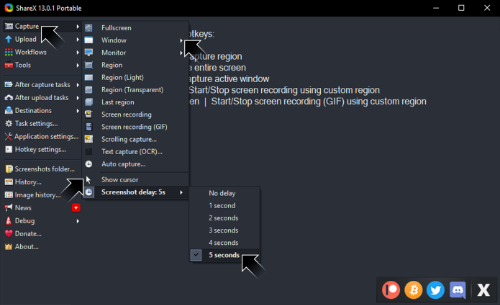 ShareX 13.0.1 Portable
Capture
Upload
Workflows
Tools
After capture tasks
After upload tasks
Destinations
Task settings...
Application settings...
Hotkey settings...
Screenshots folder...
History...
Image history...
News
+
Debug
Donate...
About...
Fullscreen
Window
Monitor
Region
Region (Light)
Region (Transparent)
Last region
Screen recording
Screen recording (GIF)
Scrolling capture...
Text capture (OCR)...
Auto capture...
Show cursor
Screenshot delay: 5s
No delay
1 second
2 seconds
3 seconds
4 seconds
5 seconds
otkeys:
apture region
e entire screen
apture active window
Start/Stop screen recording using custom region
en | Start/Stop screen recording (GIF) using custom region
X